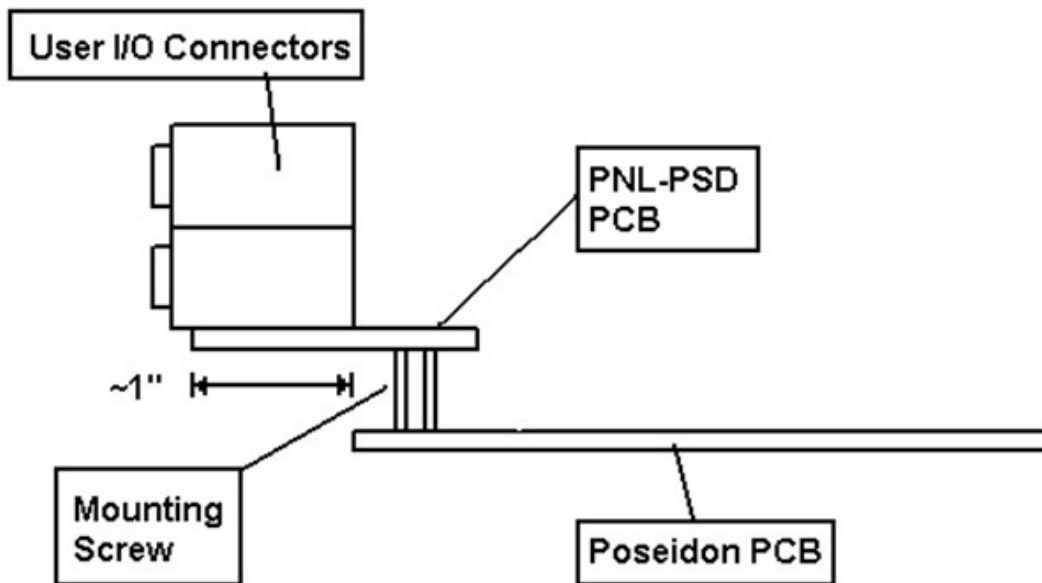 User I/O Connectors
PNL-PSD
PCB
~1"
Mounting
Screw
Poseidon PCB